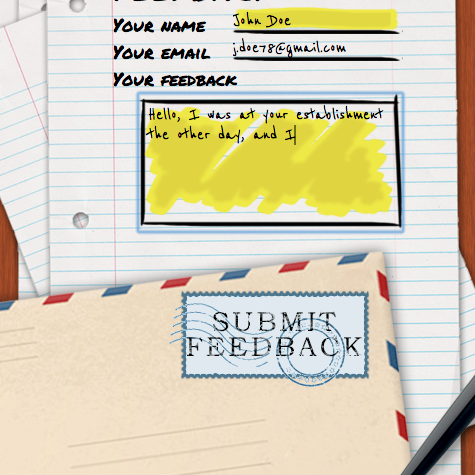 FEEDBACK
Your name John Doe
Your email j.doe78@gmail.com
Your feedback
Hello, I was at your establishment
the other day, and I
SUBMIT
FEEDBACK